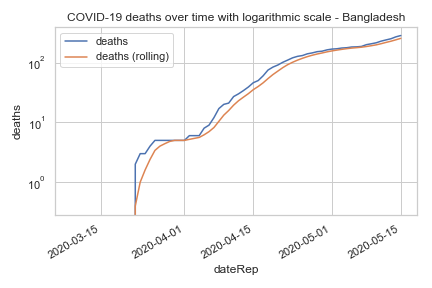 COVID-19 deaths over time with logarithmic scale - Bangladesh
deaths
deaths (rolling)
10²
10¹
10⁰
deaths
2020-03-15
2020-04-01
2020-04-15
2020-05-01
2020-05-15
dateRep